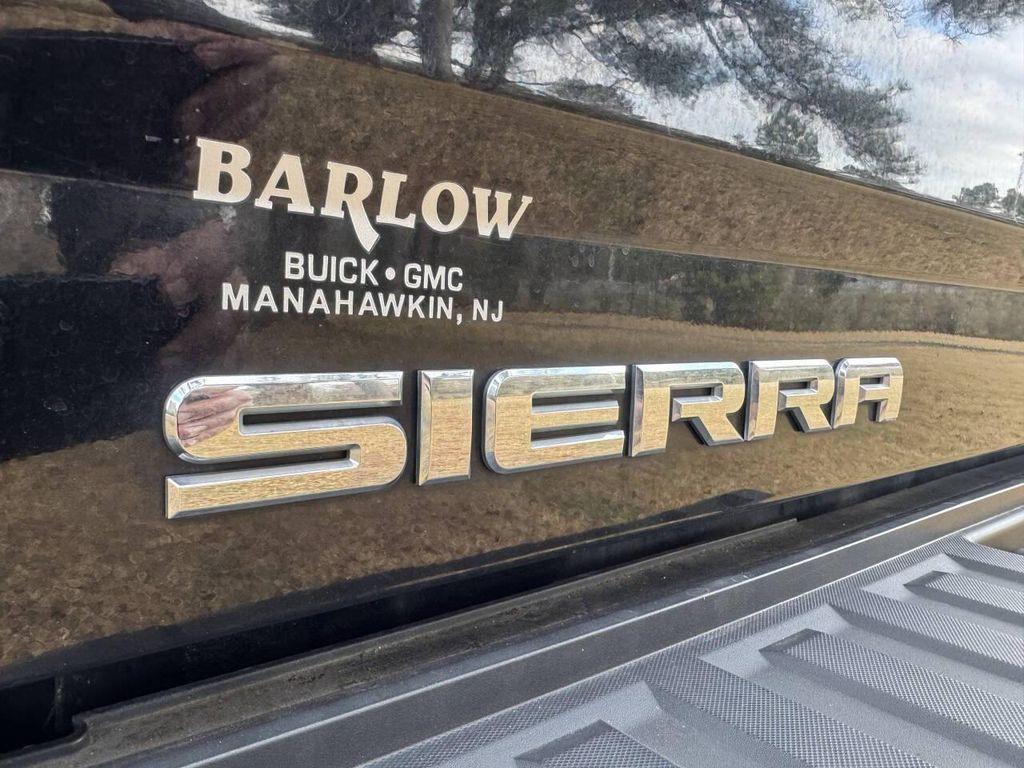 BARLOW
BUICK • GMC
MANAHAWKIN, NJ
SIERRA